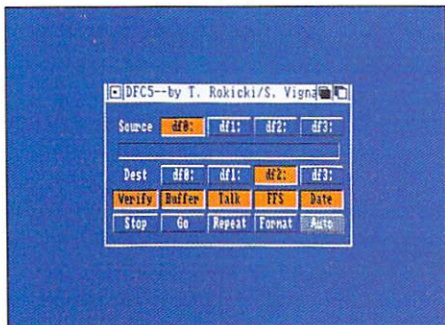 DFC5--by T. Rokicki/S. Vigna
Source df0: df1: df2: df3:
Dest df0: df1: df2: df3:
Verify Buffer Talk FFS Date
Stop Go Repeat Format Auto